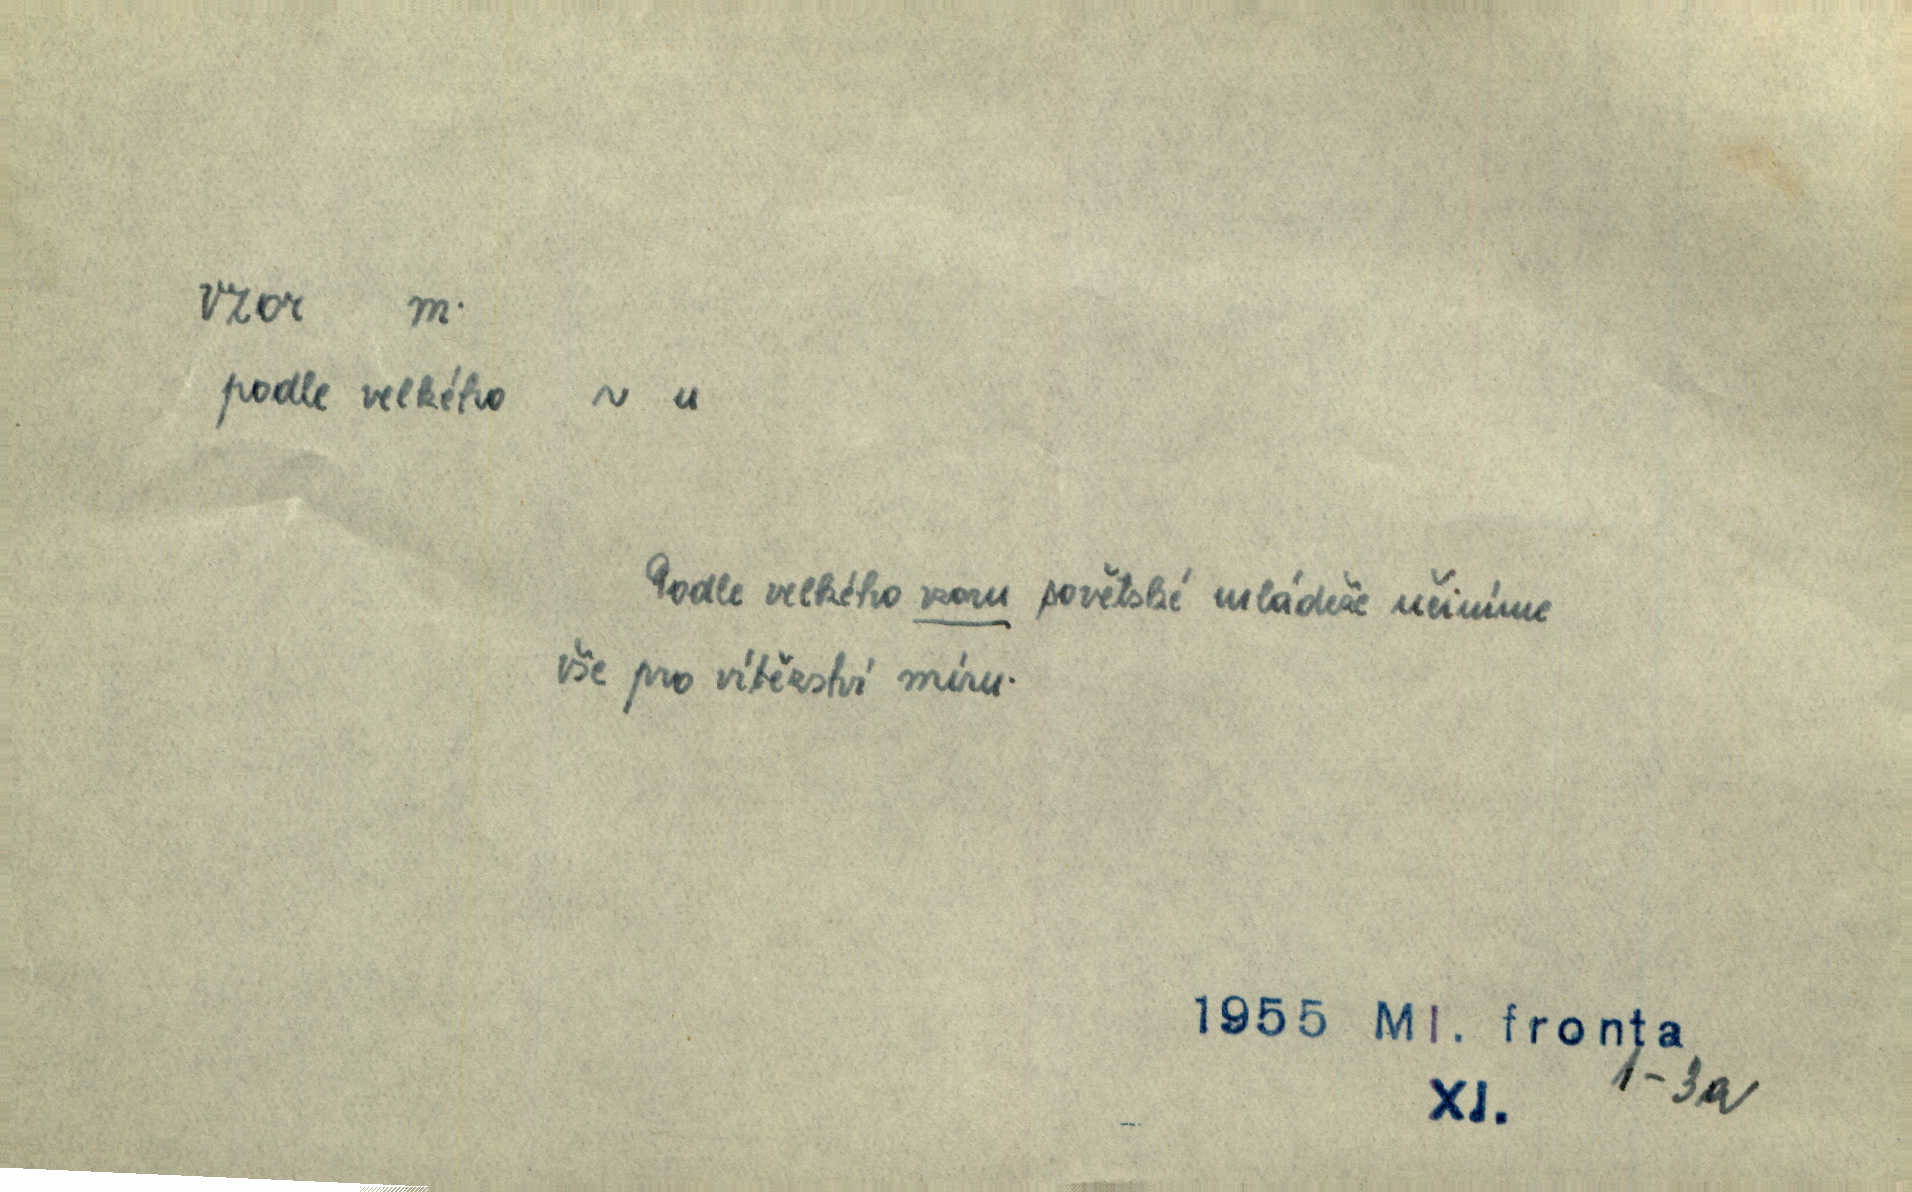 vzor m.
podle velkého ~ u
Podle velkého vzoru sovětské mládeže učiníme
vše pro vítězství míru.
1955 Ml. fronta
1-3a
XI.